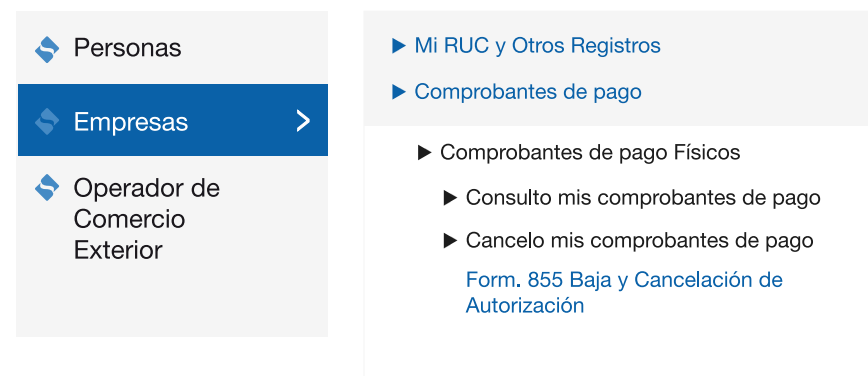 Personas
Empresas
Operador de
Comercio
Exterior
Mi RUC y Otros Registros
Comprobantes de pago
Comprobantes de pago Físicos
Consulto mis comprobantes de pago
Cancelo mis comprobantes de pago
Form. 855 Baja y Cancelación de
Autorización